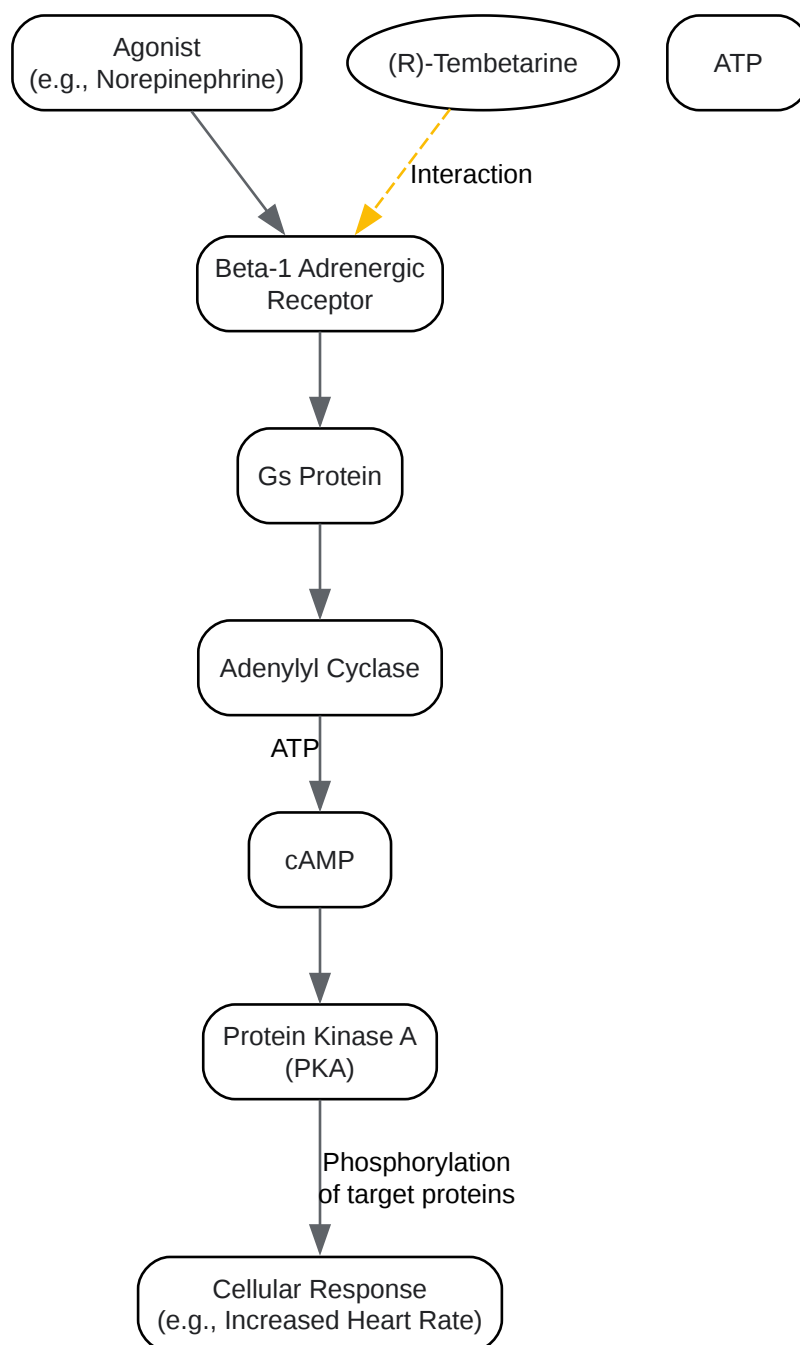 Agonist
(e.g., Norepinephrine)
(R)-Tembetarine
ATP
Interaction
Beta-1 Adrenergic
Receptor
Gs Protein
Adenylyl Cyclase
ATP
cAMP
Protein Kinase A
(PKA)
Phosphorylation
of target proteins
Cellular Response
(e.g., Increased Heart Rate)